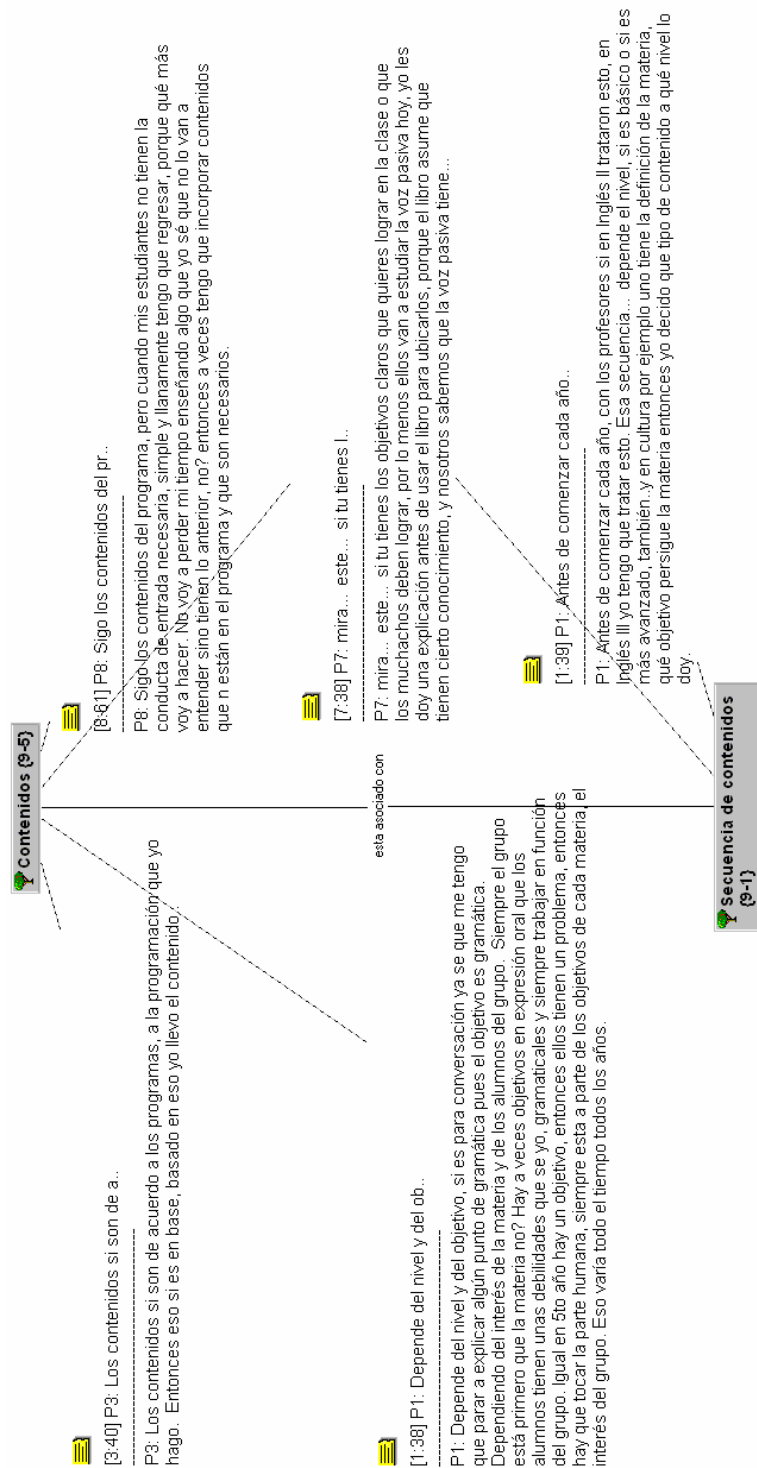 Contenidos {9-5}
[3:40] P3: Los contenidos si son de a..
P3: Los contenidos si son de acuerdo a los programas, a la programación que yo
hago. Entonces eso si es en base, basado en eso yo llevo el contenido.
[8:61] P8: Sigo los contenidos del pr..
P8: Sigo los contenidos del programa, pero cuando mis estudiantes no tienen la
conducta de entrada necesaria, simple y llanamente tengo que regresar, porque qué más
voy a hacer. No voy a perder mi tiempo enseñando algo que yo sé que no lo van a
entender sino tienen lo anterior, no? entonces a veces tengo que incorporar contenidos
que n están en el programa y que son necesarios.
[1:38] P1: Depende del nivel y del ob..
P1: Depende del nivel y del objetivo, si es para conversación ya se que me tengo
que parar a explicar algún punto de gramática pues el objetivo es gramática.
Dependiendo del interés de la materia y de los alumnos del grupo. Siempre el grupo
está primero que la materia no? Hay a veces objetivos en expresión oral que los
alumnos tienen unas debilidades que se yo, gramaticales y siempre trabajar en función
del grupo. Igual en 5to año hay un objetivo, entonces ellos tienen un problema, entonces
hay que tocar la parte humana, siempre esta a parte de los objetivos de cada materia, el
interés del grupo. Eso varía todo el tiempo todos los años.
esta asociado con
[7:38] P7: mira... este... si tu tienes l..
P7: mira... este... si tu tienes los objetivos claros que quieres lograr en la clase o que
los muchachos deben lograr, por lo menos ellos van a estudiar la voz pasiva hoy, yo les
doy una explicación antes de usar el libro para ubicarlos, porque el libro asume que
tienen cierto conocimiento, y nosotros sabemos que la voz pasiva tiene...
[1:39] P1: Antes de comenzar cada año..
P1: Antes de comenzar cada año, con los profesores si en Inglés II trataron esto, en
Inglés III yo tengo que tratar esto. Esa secuencia... depende el nivel, si es básico o si es
más avanzado, también..y en cultura por ejemplo uno tiene la definición de la materia,
qué objetivo persigue la materia entonces yo decido que tipo de contenido a qué nivel lo
doy.
Secuencia de contenidos
{9-1}